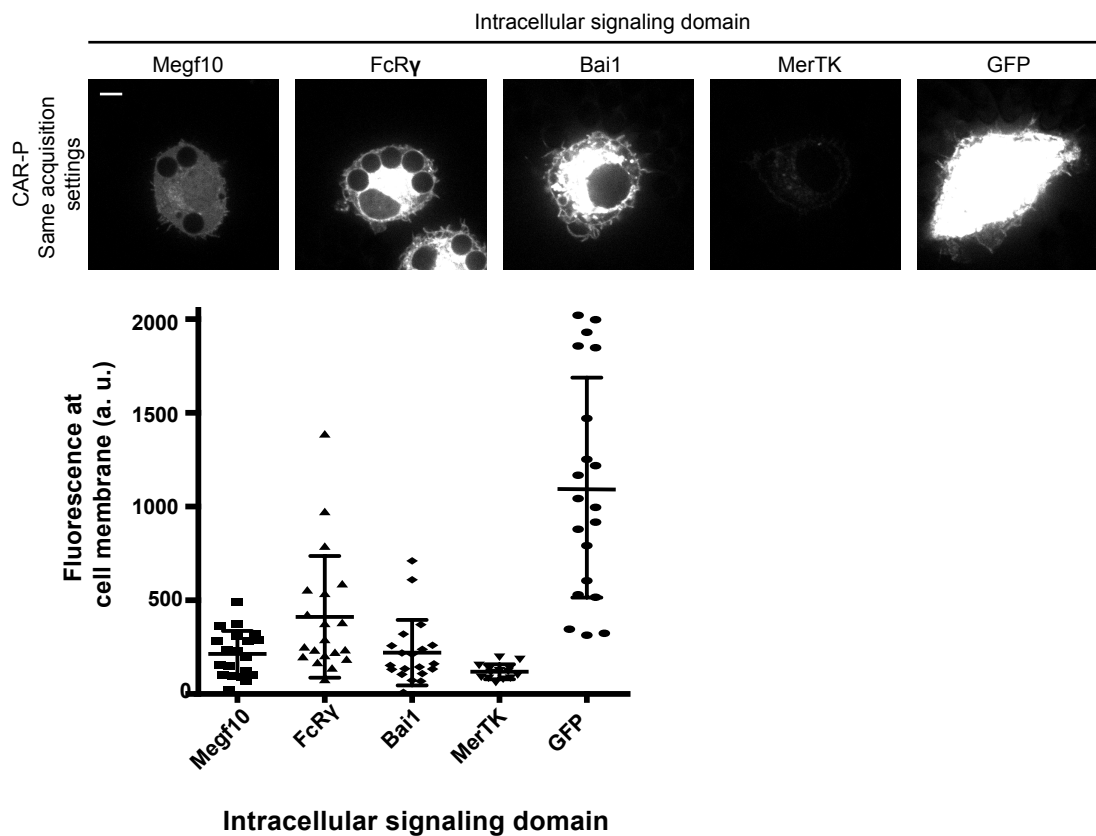 Intracellular signaling domain
Megf10 FcRγ Bai1 MerTK GFP
CAR-P
Same acquisition
settings
Fluorescence at
cell membrane (a. u.)
2000
1500
1000
500
0
Megf10 FcRγ Bai1 MerTK GFP
Intracellular signaling domain